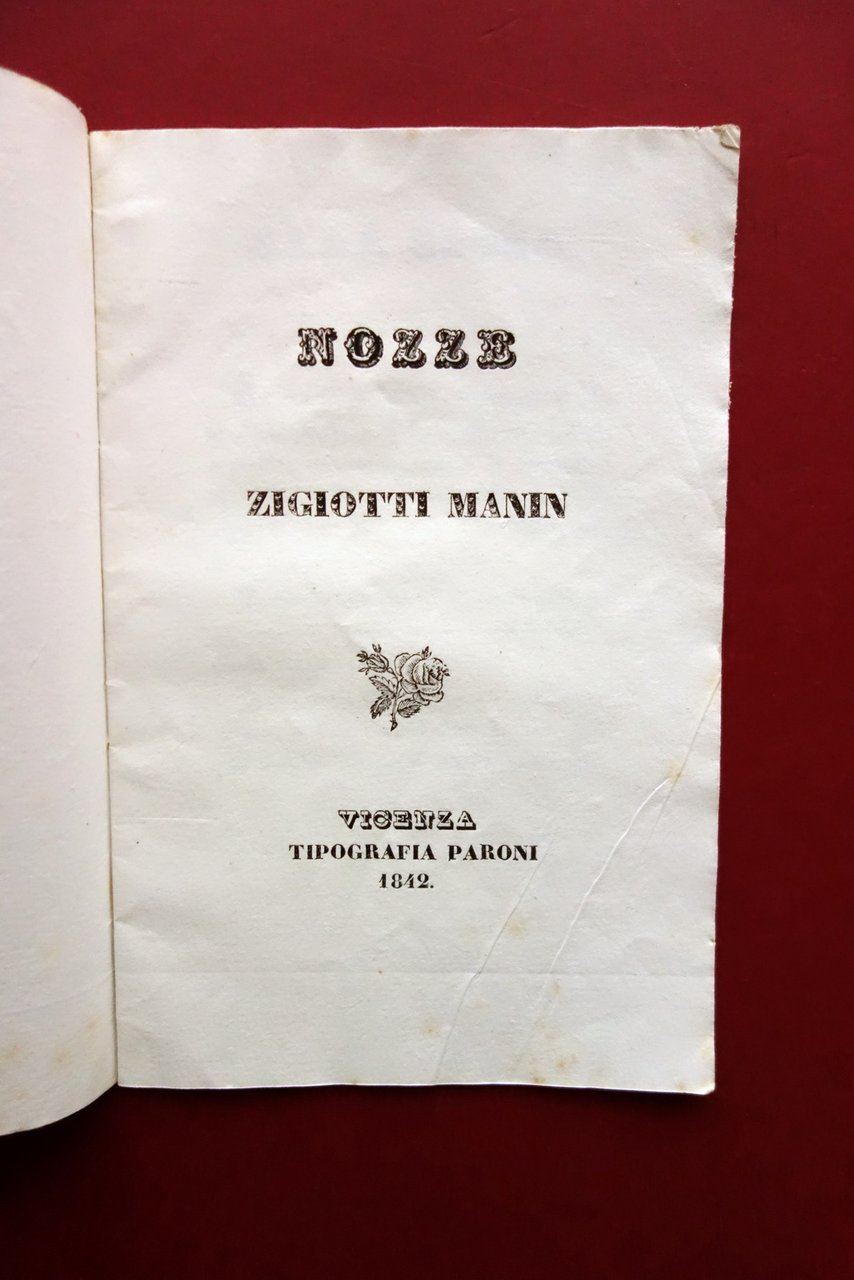 NOZZE
ZIGIOTTI MANIN
VICENZA
TIPOGRAFIA PARONI
1842.